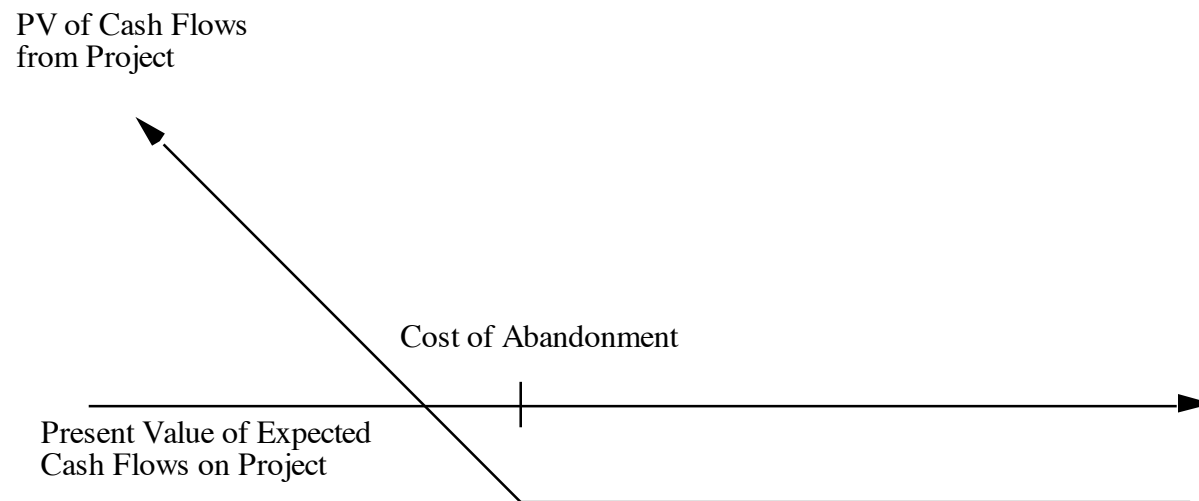 PV of Cash Flows
from Project
Cost of Abandonment
Present Value of Expected
Cash Flows on Project